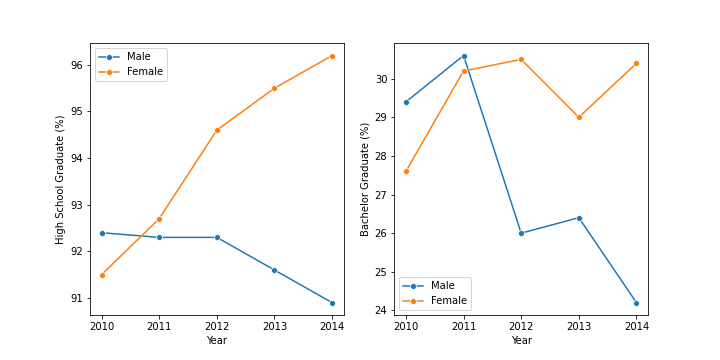 Male
Female
96
95
94
93
92
91
High School Graduate (%)
2010 2011 2012 2013 2014
Year
30
29
28
27
26
25
24
Bachelor Graduate (%)
Male
Female
2010 2011 2012 2013 2014
Year